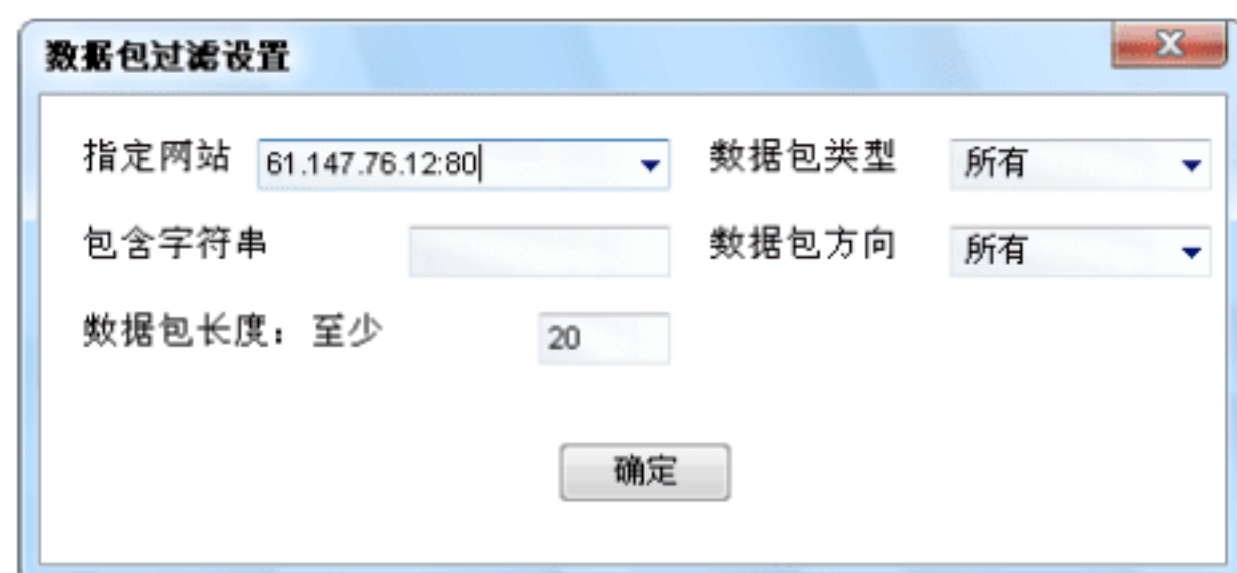 数据包过滤设置
指定网站 61.147.76.12:80 数据包类型 所有
包含字符串 数据包方向 所有
数据包长度：至少 20
确定